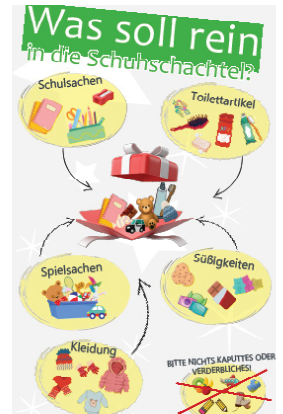 Was soll rein
in die Schuhschachtel?
Schulsachen
Toilettartikel
Spielsachen
Süßigkeiten
Kleidung
BITTE NICHTS KAPUTTES ODER
VERDERBLICHES!